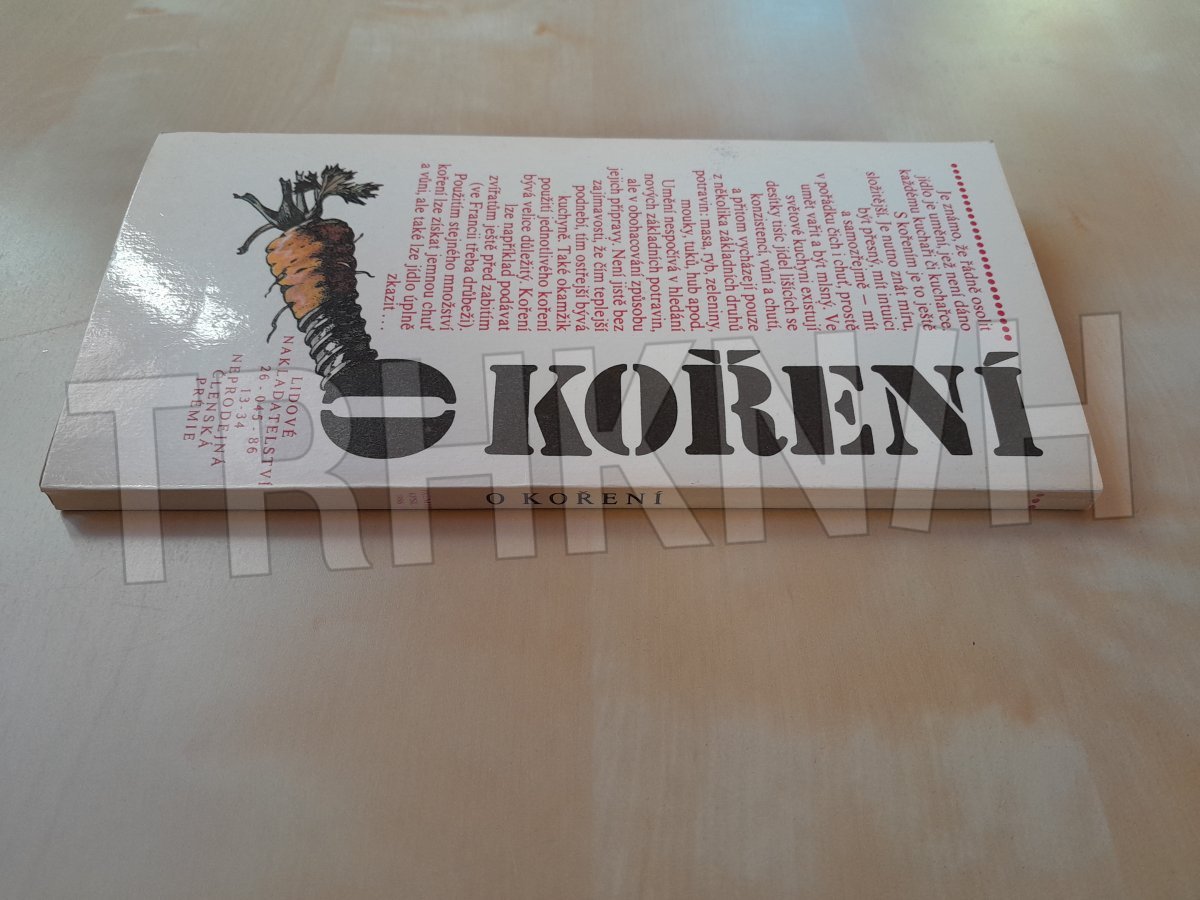 Je známo, že řádně osolit
jídlo je umění, jež není dáno
každému kuchaři či kuchařce.
S kořením je to ještě
složitější. Je nutno znát míru,
být přesný, mít intuici
a samozřejmě — mít
v pořádku čich i chuť, prostě
umět vařit a být mlsný. Ve
světové kuchyni existují
desítky tisíc jídel lišících se
konzistencí, vůní a chutí,
a přitom vycházejí pouze
z několika základních druhů
potravin: masa, ryb, zeleniny,
mouky, tuků, hub apod.
Umění nespočívá v hledání
nových základních potravin,
ale v obohacování způsobu
jejich přípravy. Není jistě bez
zajímavosti, že čím teplejší
podnebí, tím ostřejší bývá
kuchyně. Také okamžik
použití jednotlivého koření
bývá velice důležitý. Koření
lze například podávat
zvířatům ještě před zabitím
(ve Francii třeba drůbeži).
Použitím stejného množství
koření lze získat jemnou chuť
a vůni, ale také lze jídlo úplně
zkazit…
O KOŘENÍ
LIDOVÉ
NAKLADATELSTVÍ
26-045-86
13-34
NEPRODEJNÁ
ČLENSKÁ
PRÉMIE
O KOŘENÍ